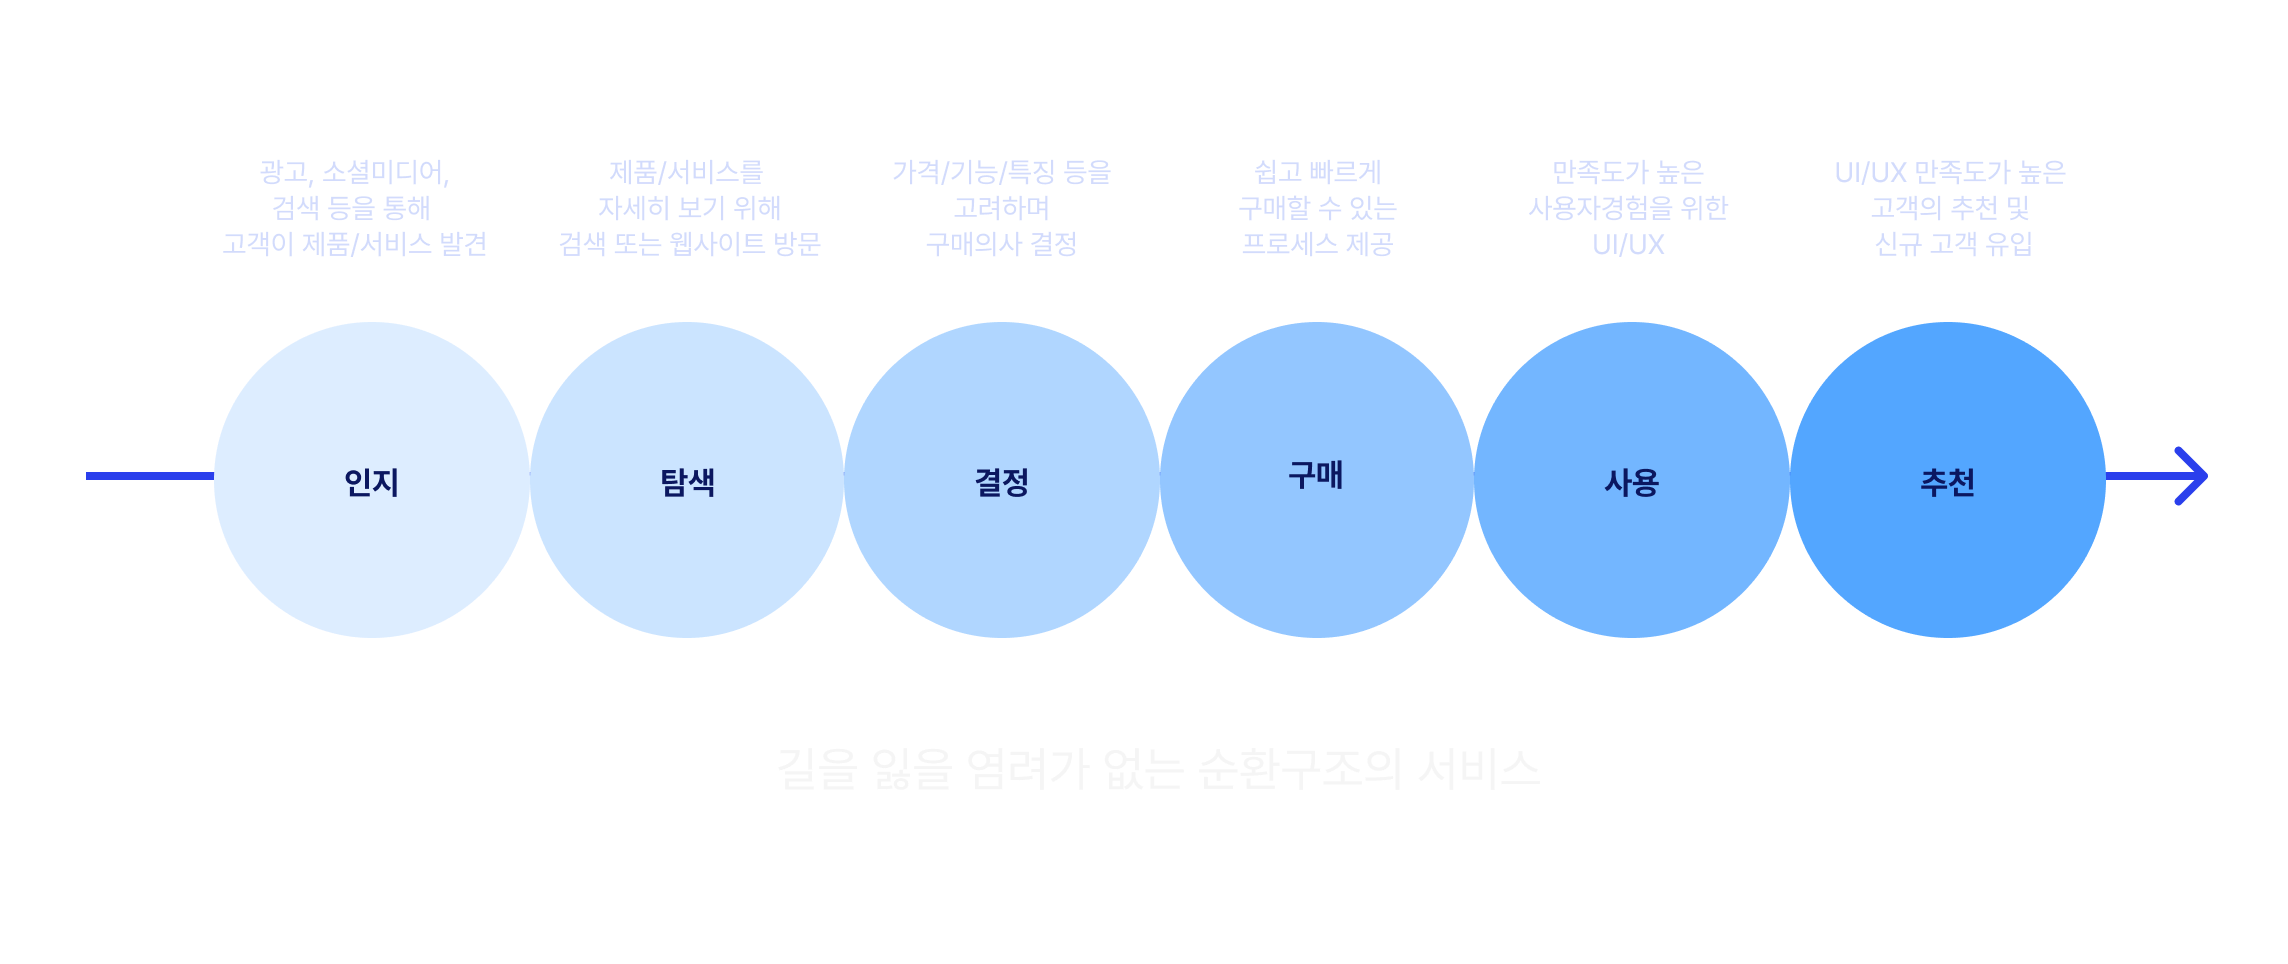 광고, 소셜미디어,
검색 등을 통해
고객이 제품/서비스 발견
제품/서비스를
자세히 보기 위해
검색 또는 웹사이트 방문
가격/기능/특징 등을
고려하며
구매의사 결정
쉽고 빠르게
구매할 수 있는
프로세스 제공
만족도가 높은
사용자경험을 위한
UI/UX
UI/UX 만족도가 높은
고객의 추천 및
신규 고객 유입
인지
탐색
결정
구매
사용
추천
길을 잃을 염려가 없는 순환구조의 서비스